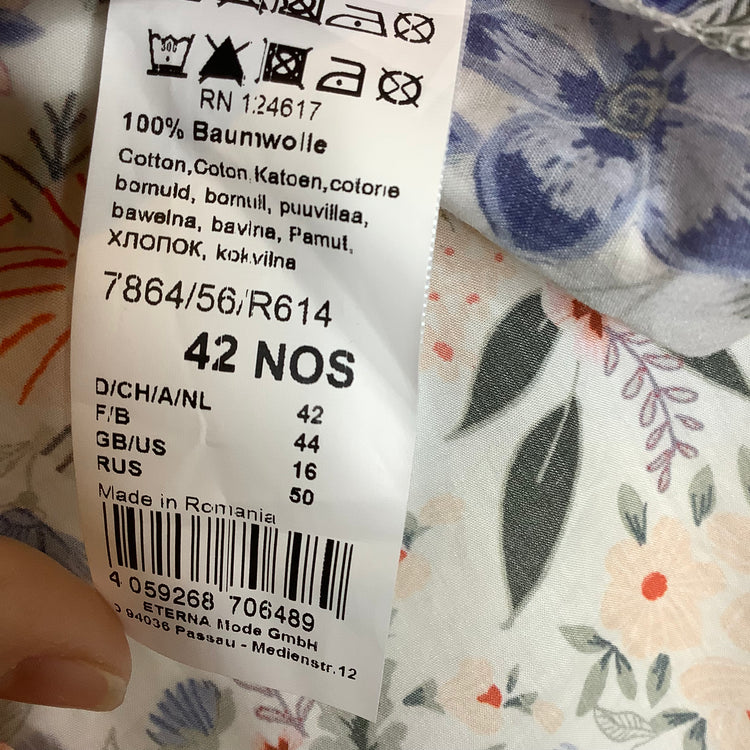 30°
RN 124617
100% Baumwolle
Cotton,Coton,Katoen,cotone
bomuld, bomull, puuvillaa,
bawełna, bavlna, Pamut,
ХЛОПОК, kokvilna
7864/56/R614
42 NOS
D/CH/A/NL 42
F/B 44
GB/US 16
RUS 50
Made in Romania
4 059268 706489
ETERNA Mode GmbH
D 94036 Passau - Medienstr.12